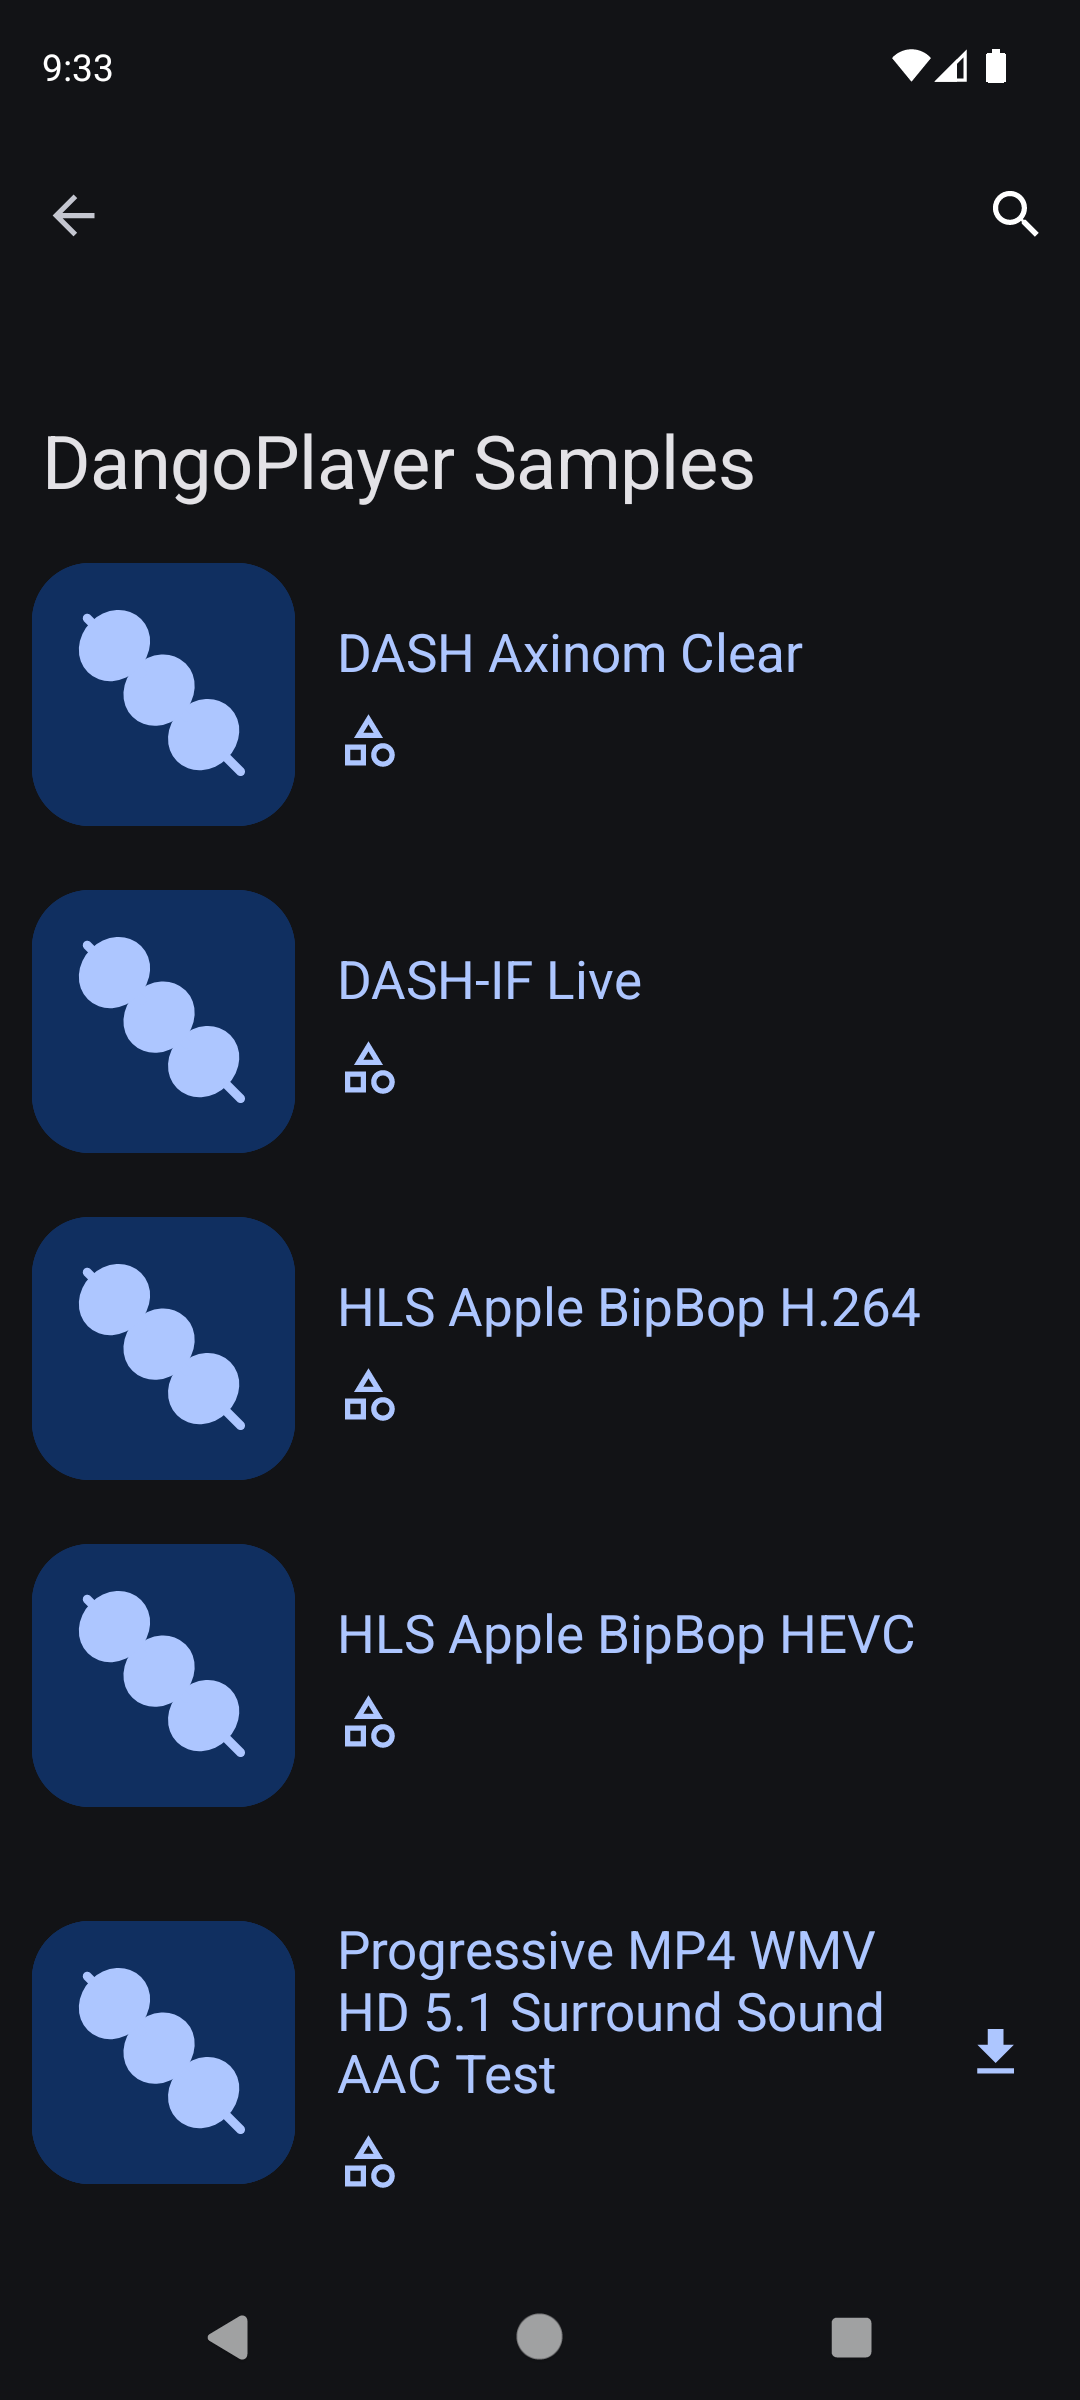 9:33
DangoPlayer Samples
DASH Axinom Clear
DASH-IF Live
HLS Apple BipBop H.264
HLS Apple BipBop HEVC
Progressive MP4 WMV
HD 5.1 Surround Sound
AAC Test